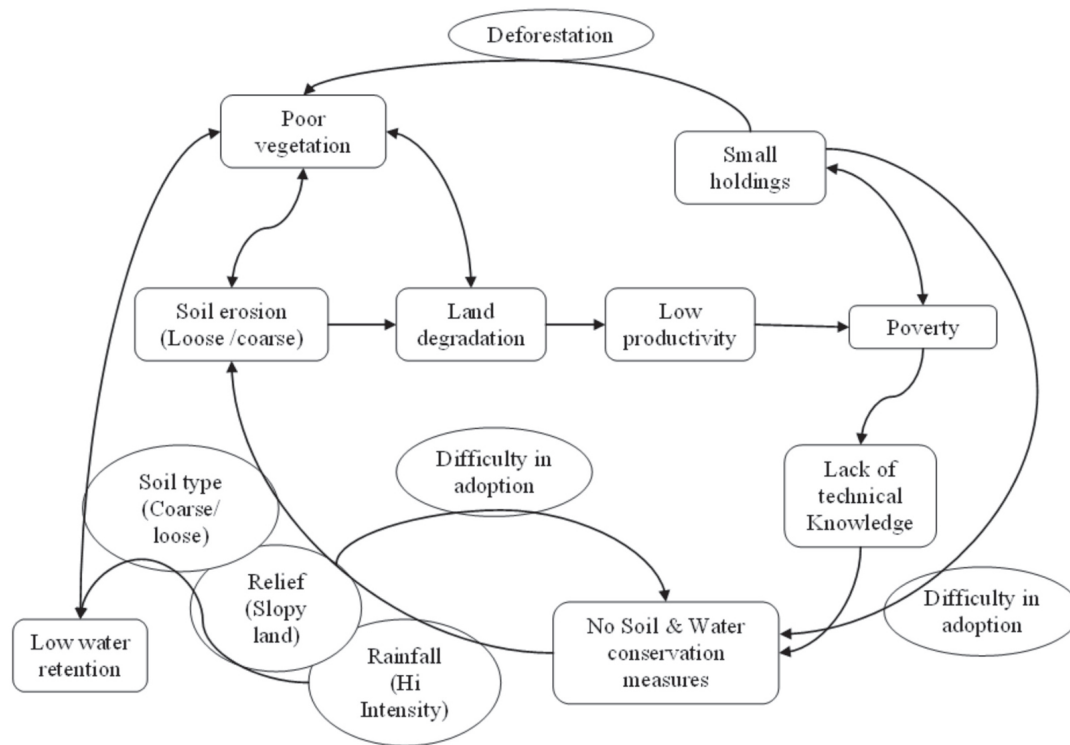 Deforestation
Poor
vegetation
Small
holdings
Soil erosion
(Loose /coarse)
Land
degradation
Low
productivity
Poverty
Soil type
(Coarse/
loose)
Difficulty in
adoption
Lack of
technical
Knowledge
Relief
(Slopy
land)
Low water
retention
Rainfall
(Hi
Intensity)
No Soil & Water
conservation
measures
Difficulty in
adoption